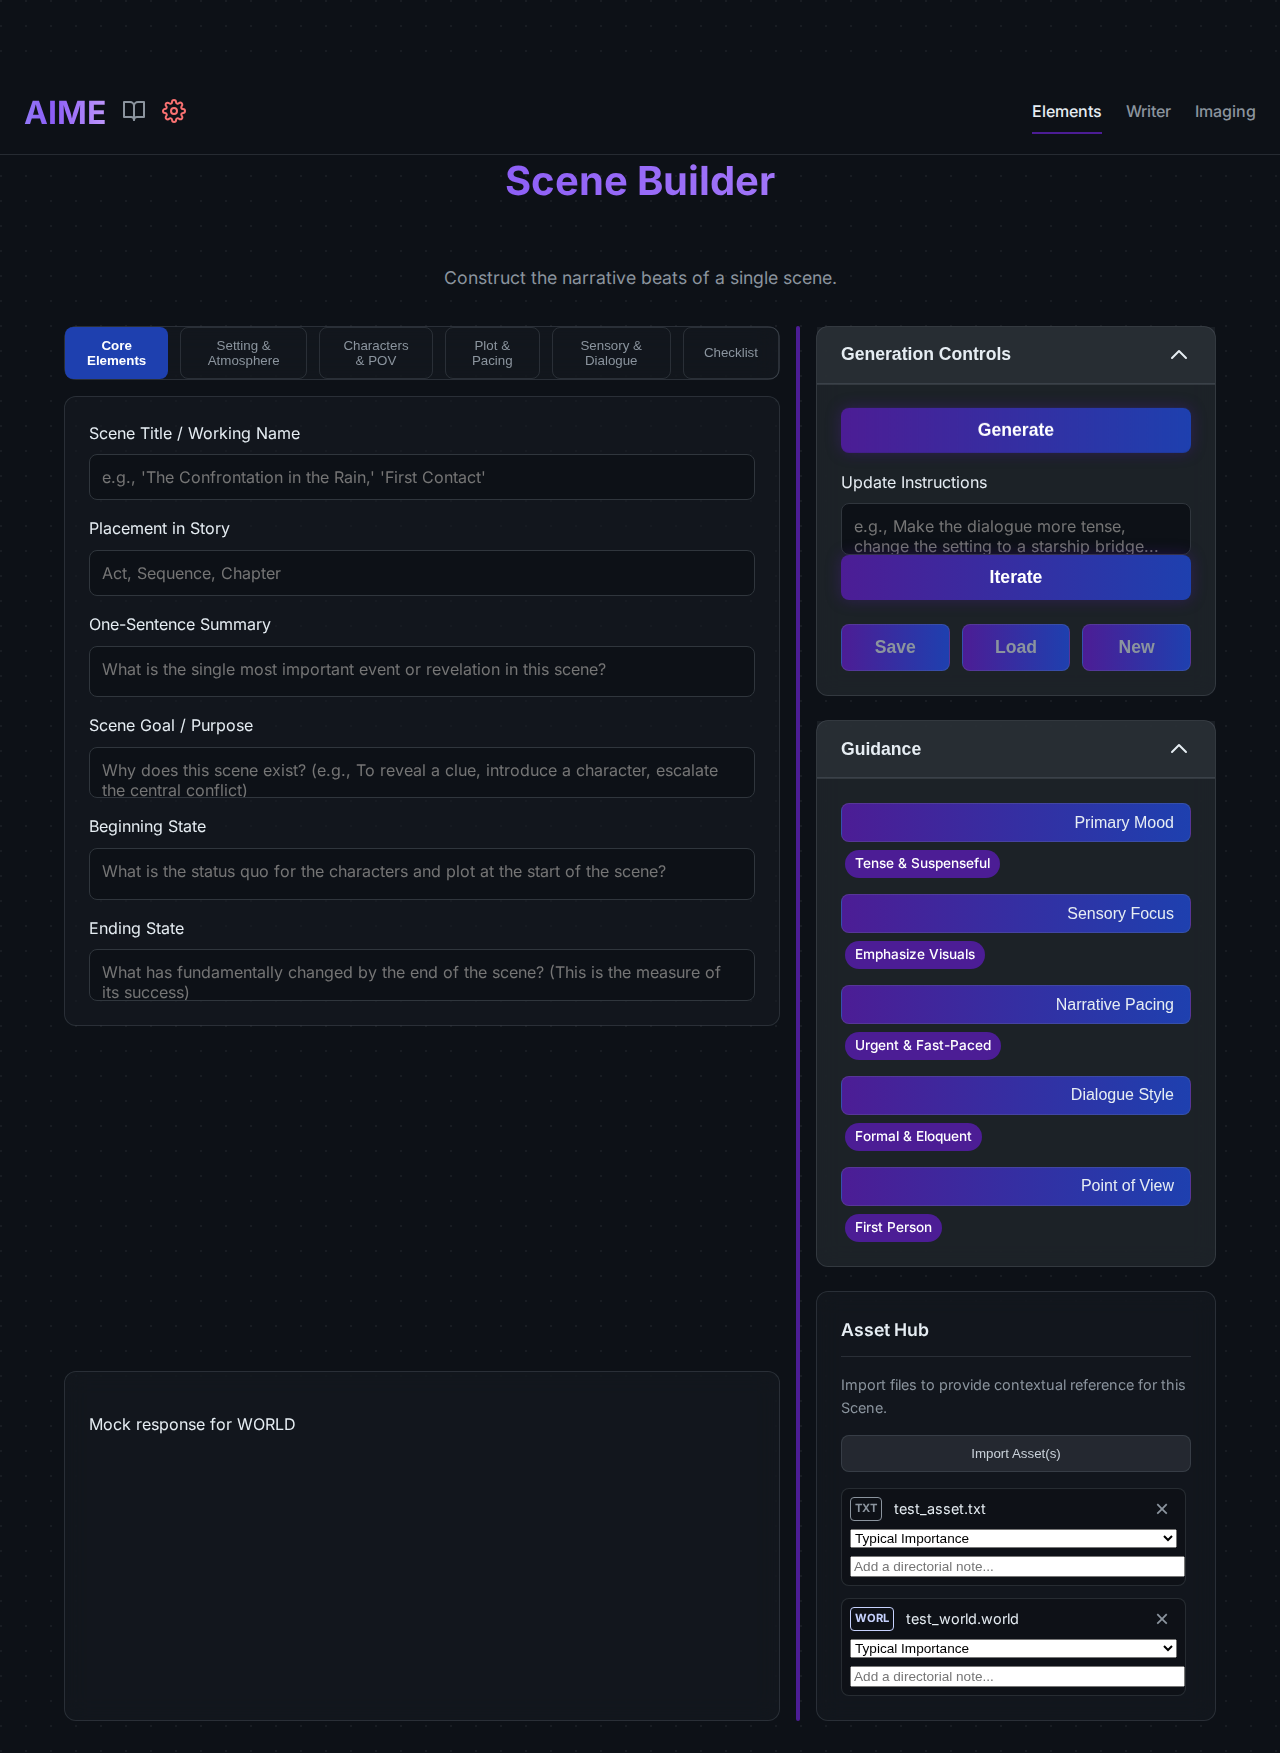 AIME
Elements
Writer
Imaging
Scene Builder
Construct the narrative beats of a single scene.
Core
Elements
Setting &
Atmosphere
Characters
& POV
Plot &
Pacing
Sensory &
Dialogue
Checklist
Scene Title / Working Name
e.g., 'The Confrontation in the Rain,' 'First Contact'
Placement in Story
Act, Sequence, Chapter
One-Sentence Summary
What is the single most important event or revelation in this scene?
Scene Goal / Purpose
Why does this scene exist? (e.g., To reveal a clue, introduce a character, escalate
the central conflict)
Beginning State
What is the status quo for the characters and plot at the start of the scene?
Ending State
What has fundamentally changed by the end of the scene? (This is the measure of
its success)
Mock response for WORLD
Generation Controls
Generate
Update Instructions
e.g., Make the dialogue more tense,
change the setting to a starship bridge...
Iterate
Save
Load
New
Guidance
Primary Mood
Tense & Suspenseful
Sensory Focus
Emphasize Visuals
Narrative Pacing
Urgent & Fast-Paced
Dialogue Style
Formal & Eloquent
Point of View
First Person
Asset Hub
Import files to provide contextual reference for this
Scene.
Import Asset(s)
TXT test_asset.txt
Typical Importance
Add a directorial note...
WORL test_world.world
Typical Importance
Add a directorial note...